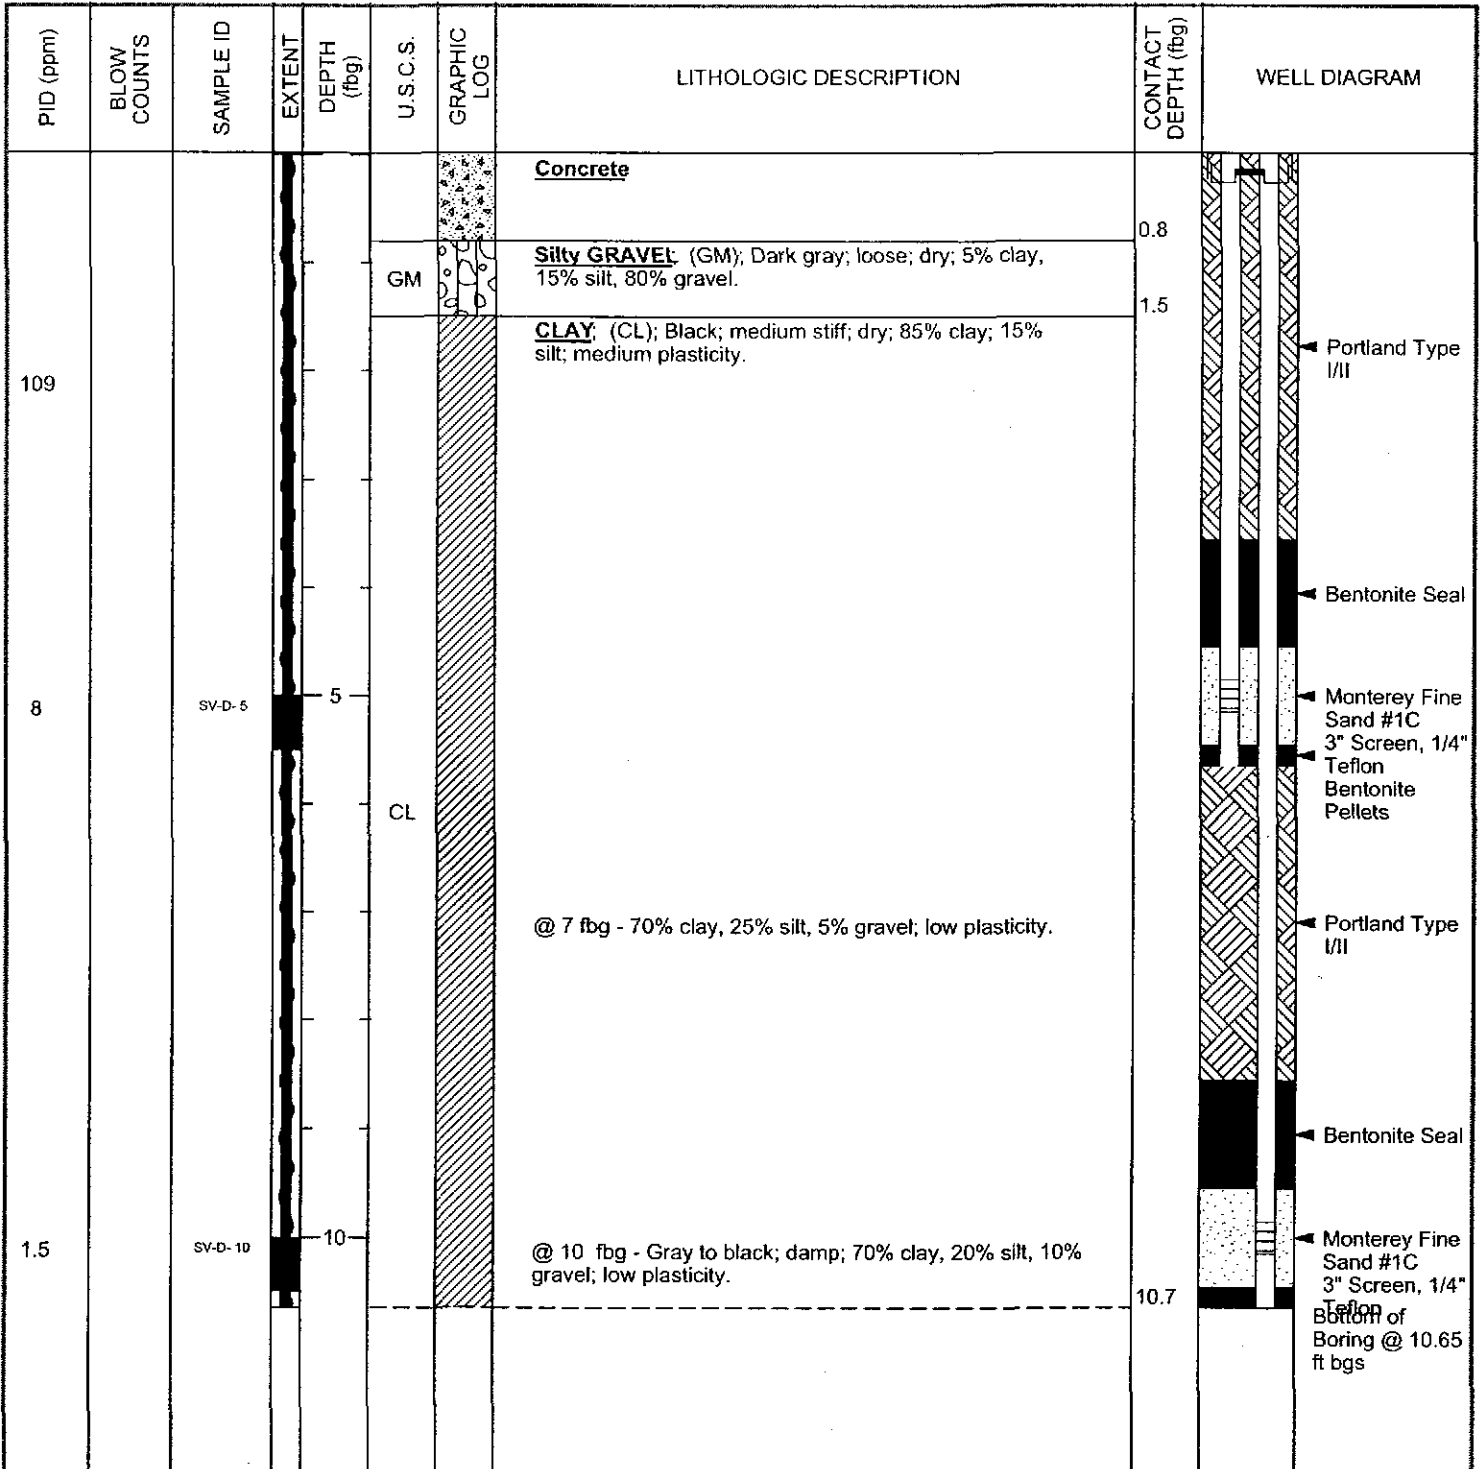 PID (ppm)
BLOW
COUNTS
SAMPLE ID
EXTENT
DEPTH
(fbg)
U.S.C.S.
GRAPHIC
LOG
LITHOLOGIC DESCRIPTION
CONTACT
DEPTH (fbg)
WELL DIAGRAM
Concrete
0.8
GM
Silty GRAVEL (GM); Dark gray; loose; dry; 5% clay,
15% silt, 80% gravel.
1.5
CLAY; (CL); Black; medium stiff; dry; 85% clay; 15%
silt; medium plasticity.
Portland Type
I/II
109
Bentonite Seal
8
SV-D-5
5
Monterey Fine
Sand #1C
3" Screen, 1/4"
Teflon
Bentonite
Pellets
CL
@ 7 fbg - 70% clay, 25% silt, 5% gravel; low plasticity.
Portland Type
I/II
Bentonite Seal
1.5
SV-D-10
10
@ 10 fbg - Gray to black; damp; 70% clay, 20% silt, 10%
gravel; low plasticity.
10.7
Monterey Fine
Sand #1C
3" Screen, 1/4"
Teflon
Bottom of
Boring @ 10.65
ft bgs